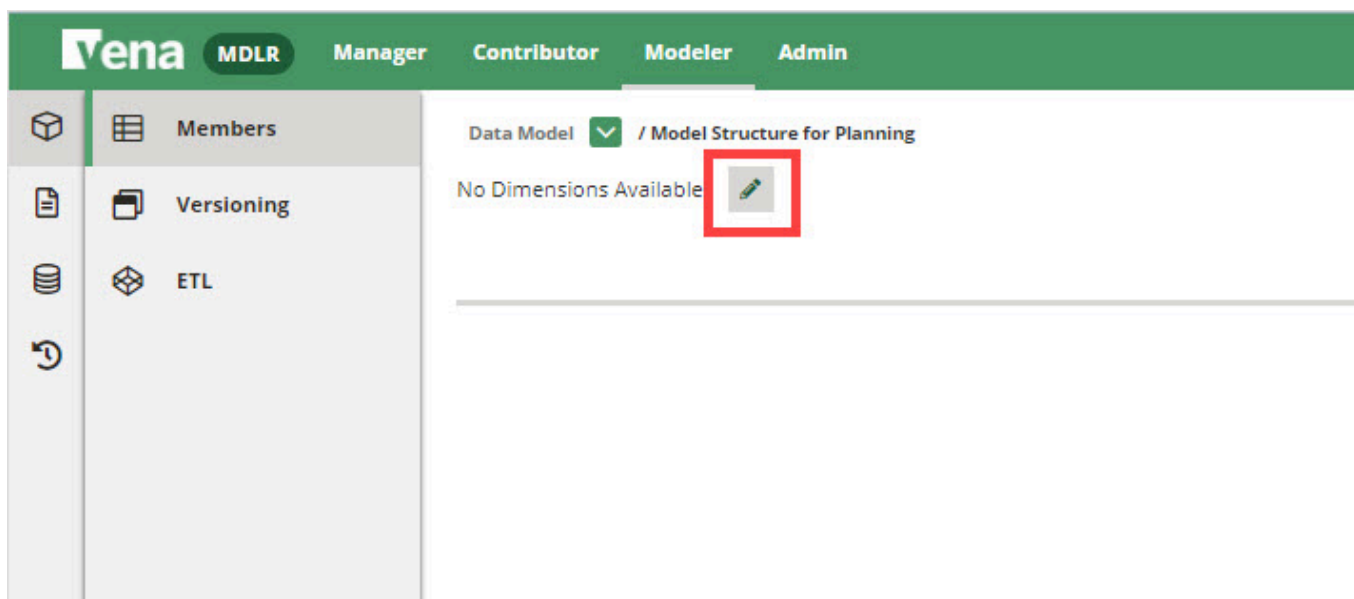 Vena MDLR Manager Contributor Modeler Admin
Members
Versioning
ETL
Data Model / Model Structure for Planning
No Dimensions Available